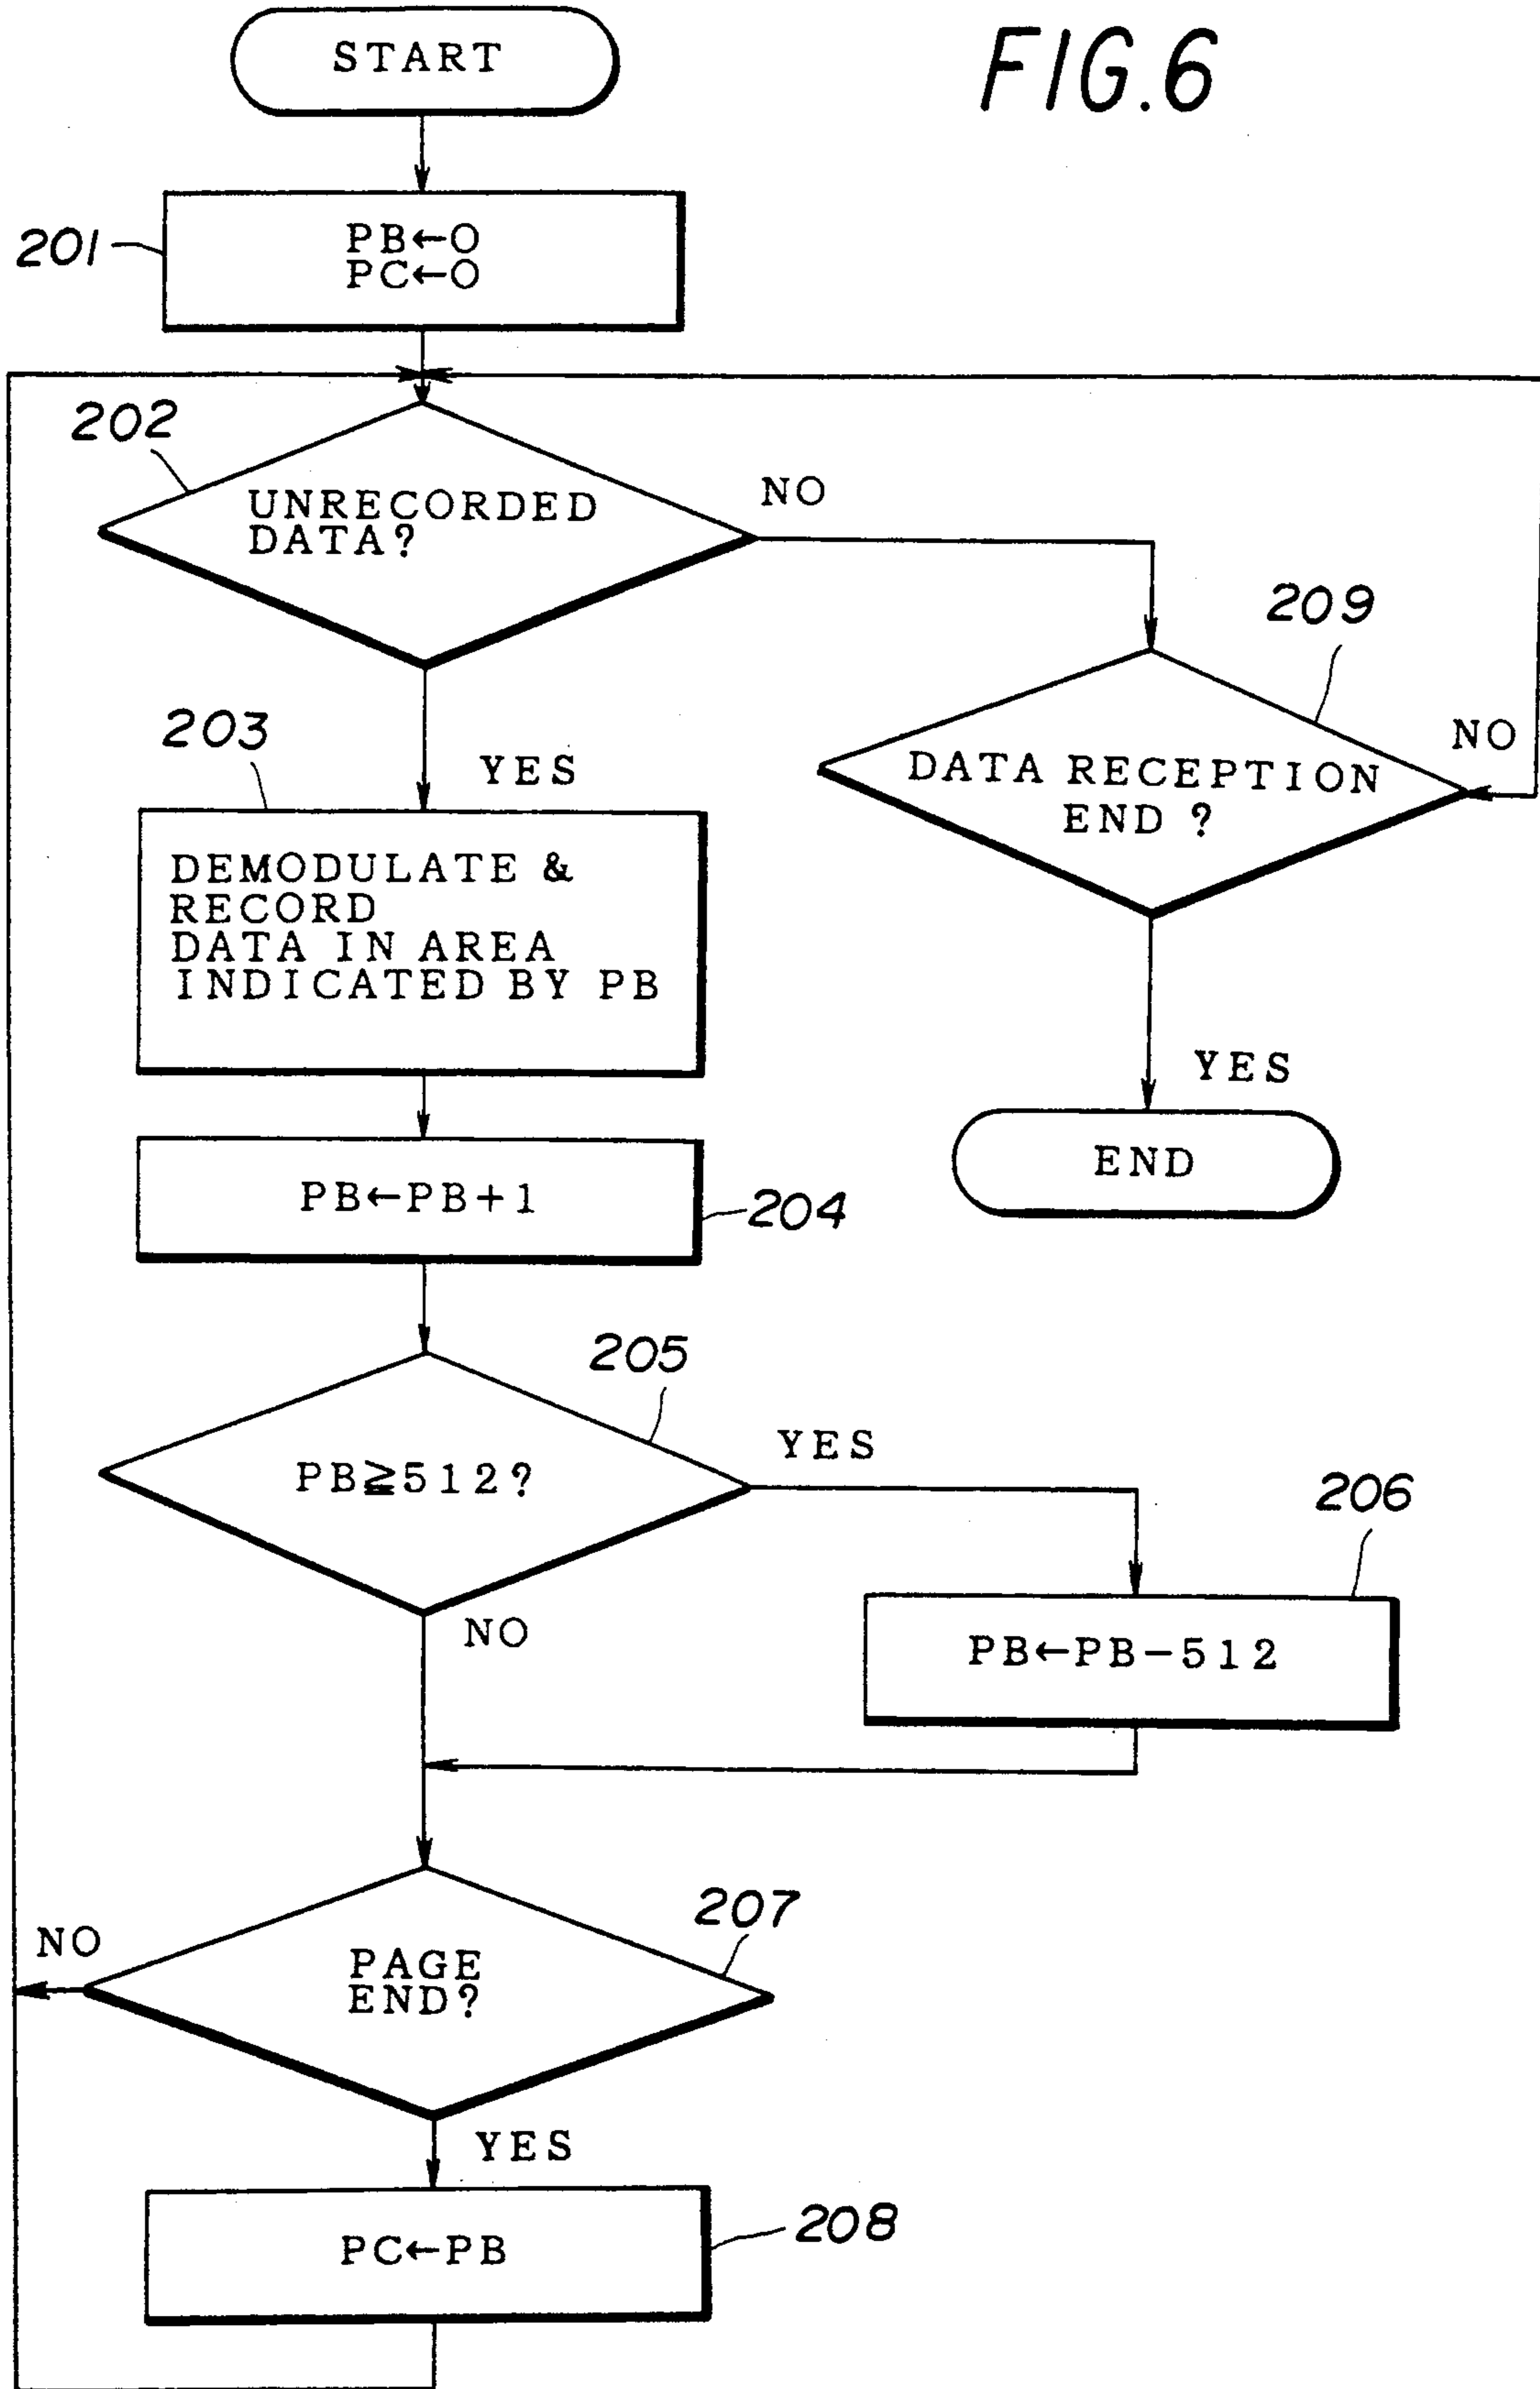 FIG.6
START
201
PB←0
PC←0
202
UNRECORDED
DATA?
NO
209
DATA RECEPTION
END ?
NO
YES
END
203
YES
DEMODULATE &
RECORD
DATA IN AREA
INDICATED BY PB
PB←PB+1
204
205
PB≧512?
YES
NO
206
PB←PB−512
207
PAGE
END?
NO
YES
PC←PB
208